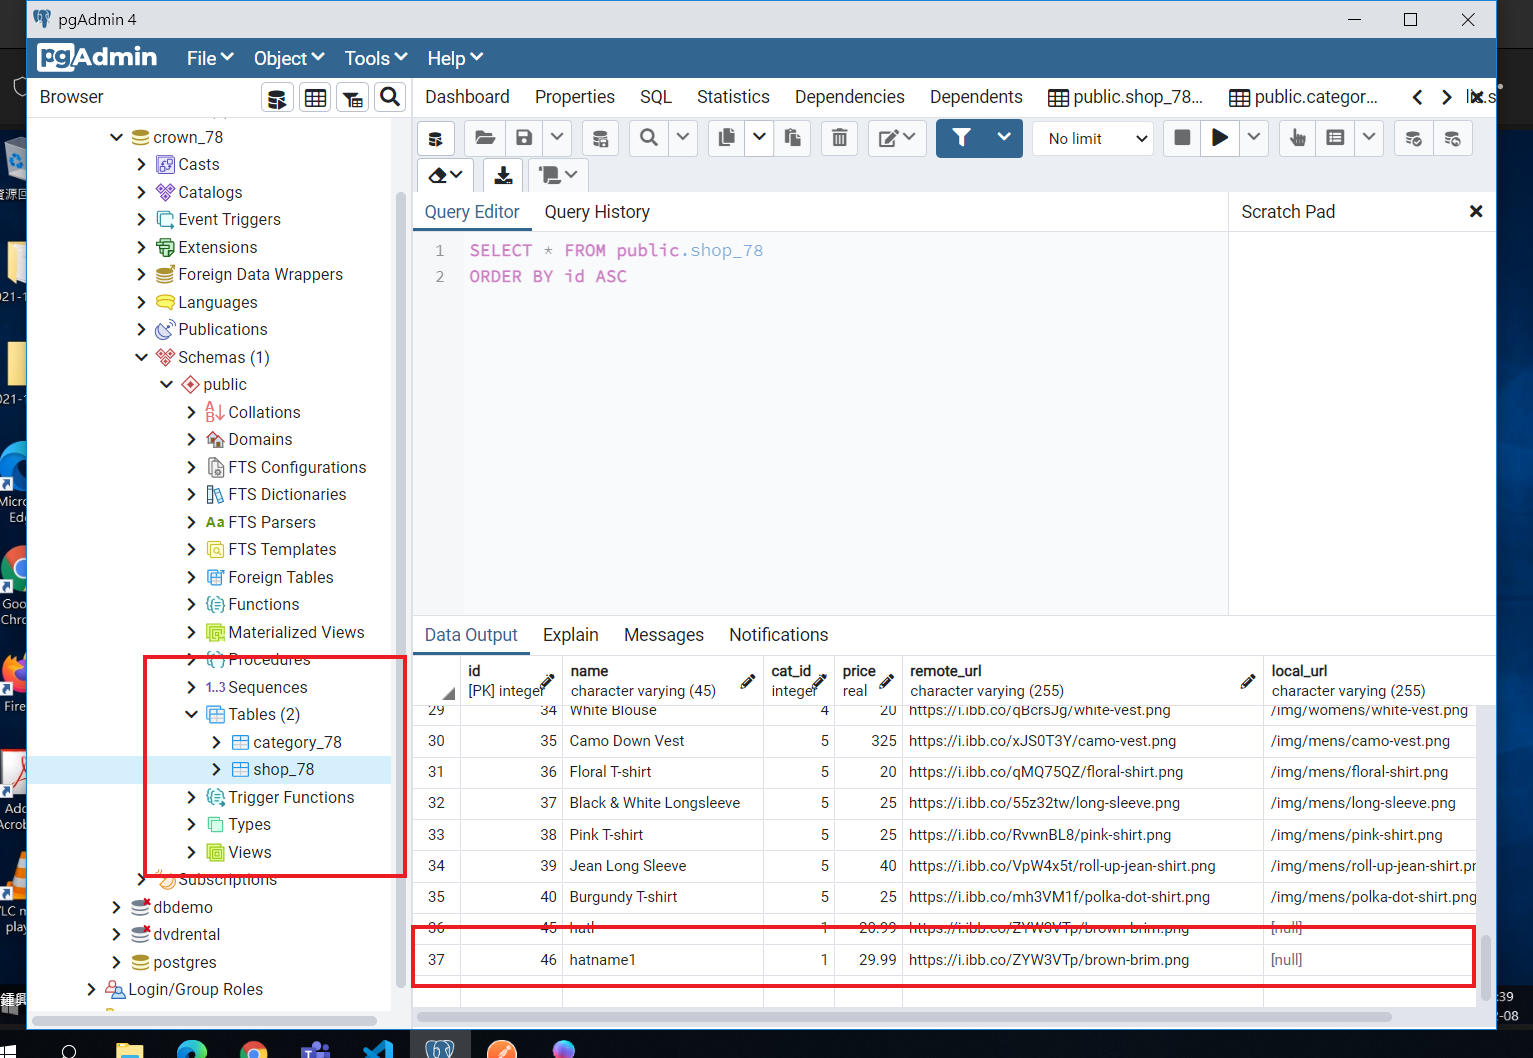 pgAdmin 4
pgAdmin File Object Tools Help
Browser
Dashboard Properties SQL Statistics Dependencies Dependents public.shop_78... public.categor...
No limit
crown_78
Casts
Catalogs
Event Triggers
Extensions
Foreign Data Wrappers
Languages
Publications
Schemas (1)
public
Collations
Domains
FTS Configurations
FTS Dictionaries
Aa FTS Parsers
FTS Templates
Foreign Tables
Functions
Materialized Views
Procedures
1..3 Sequences
Tables (2)
category_78
shop_78
Trigger Functions
Types
Views
Subscriptions
dbdemo
dvdrental
postgres
Login/Group Roles
Query Editor Query History
Scratch Pad
1 SELECT * FROM public.shop_78
2 ORDER BY id ASC
Data Output Explain Messages Notifications
id name cat_id price remote_url local_url
[PK] integer character varying (45) integer real character varying (255) character varying (255)
29 34 White Blouse 4 20 https://i.ibb.co/qBcrsJg/white-vest.png /img/womens/white-vest.png
30 35 Camo Down Vest 5 325 https://i.ibb.co/xJS0T3Y/camo-vest.png /img/mens/camo-vest.png
31 36 Floral T-shirt 5 20 https://i.ibb.co/qMQ75QZ/floral-shirt.png /img/mens/floral-shirt.png
32 37 Black & White Longsleeve 5 25 https://i.ibb.co/55z32tw/long-sleeve.png /img/mens/long-sleeve.png
33 38 Pink T-shirt 5 25 https://i.ibb.co/RvwnBL8/pink-shirt.png /img/mens/pink-shirt.png
34 39 Jean Long Sleeve 5 40 https://i.ibb.co/VpW4x5t/roll-up-jean-shirt.png /img/mens/roll-up-jean-shirt.pn
35 40 Burgundy T-shirt 5 25 https://i.ibb.co/mh3VM1f/polka-dot-shirt.png /img/mens/polka-dot-shirt.png
36 45 1 https://i.ibb.co/ZYW3VTp/brown-brim.png [null]
37 46 hatname1 1 29.99 https://i.ibb.co/ZYW3VTp/brown-brim.png [null]